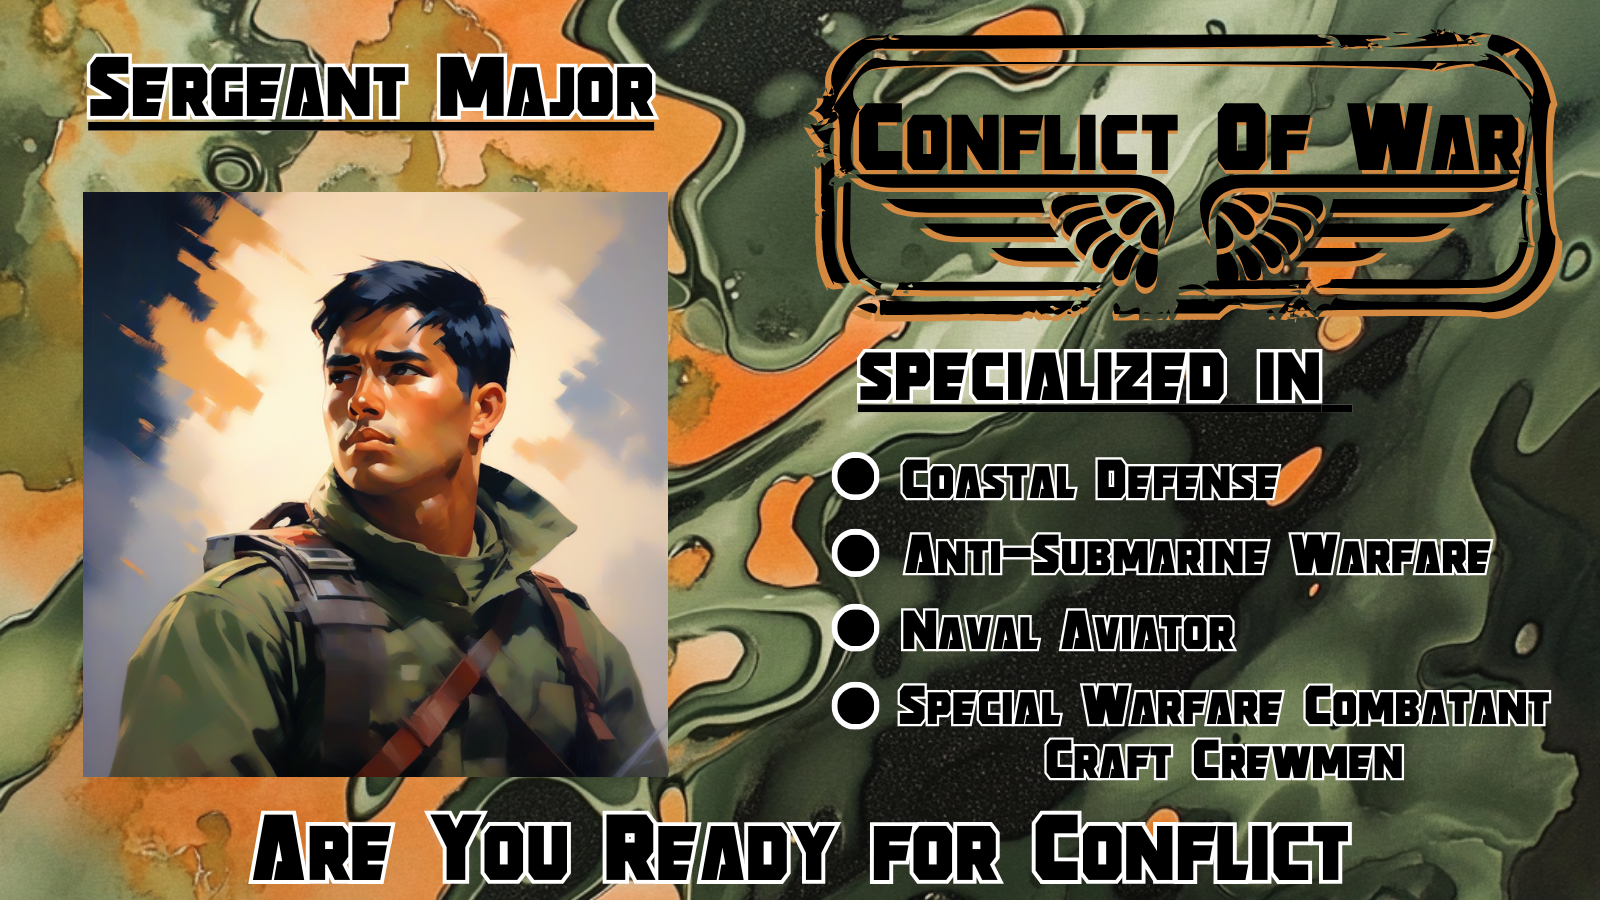 Sergeant Major
Conflict Of War
SPECIALIZED IN
Coastal Defense
Anti-Submarine Warfare
Naval Aviator
Special Warfare Combatant
Craft Crewmen
Are You Ready for Conflict